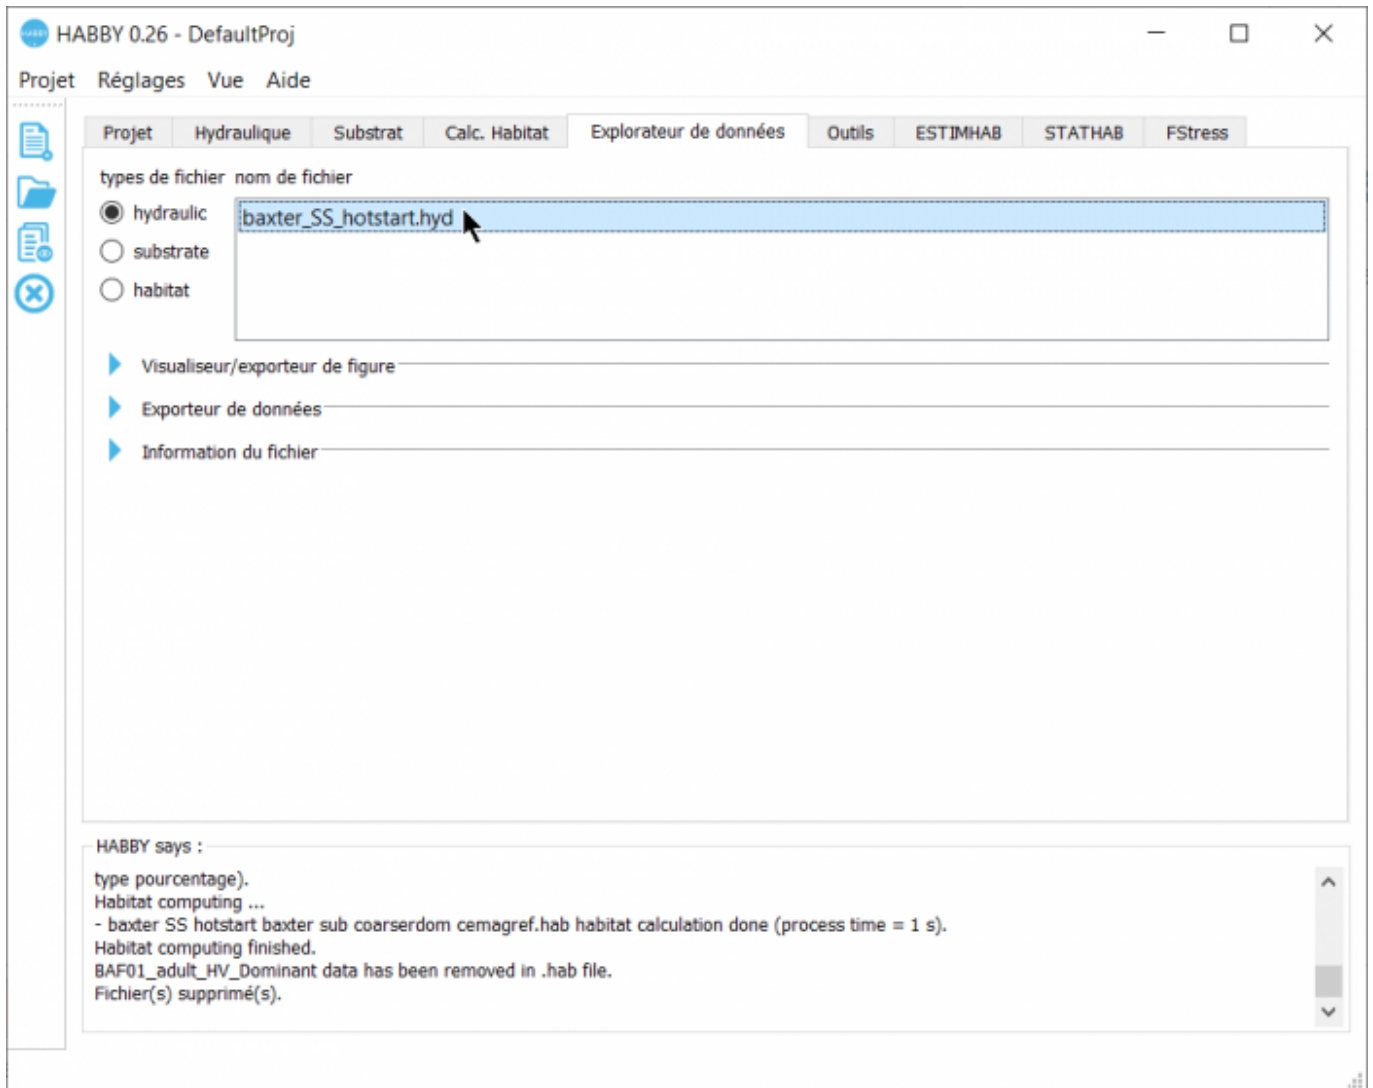 HABBY 0.26 - DefaultProj
Projet Réglages Vue Aide
Projet Hydraulique Substrat Calc. Habitat Explorateur de données Outils ESTIMHAB STATHAB FStress
types de fichier nom de fichier
hydraulic baxter_SS_hotstart.hyd
substrate
habitat
Visualiseur/exporteur de figure
Exporteur de données
Information du fichier
HABBY says :
type pourcentage).
Habitat computing ...
- baxter SS hotstart baxter sub coarserdom cemagref.hab habitat calculation done (process time = 1 s).
Habitat computing finished.
BAF01_adult_HV_Dominant data has been removed in .hab file.
Fichier(s) supprimé(s).